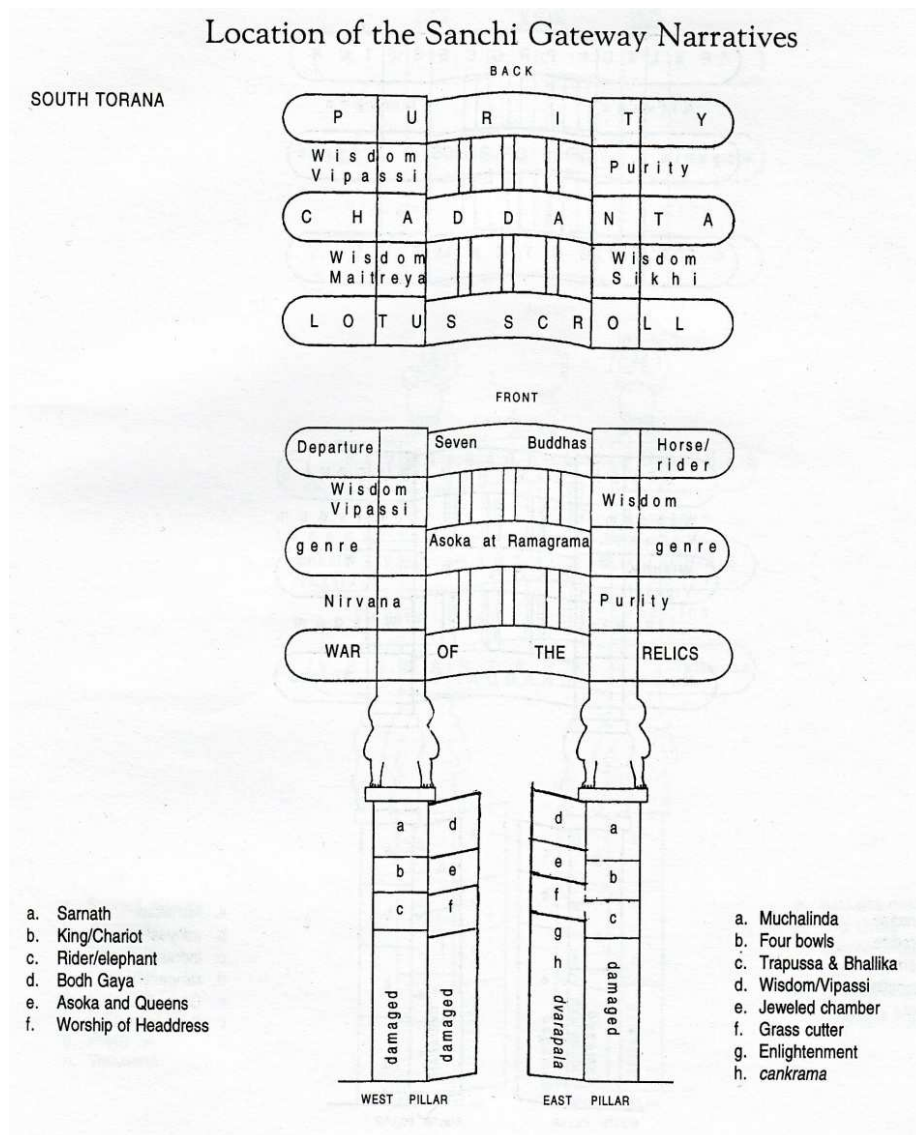 Location of the Sanchi Gateway Narratives
BACK
SOUTH TORANA
P U R I T Y
Wisdom
Vipassi
Purity
C H A D D A N T A
Wisdom
Maitreya
Wisdom
Sikhi
L O T U S S C R O L L
FRONT
Departure
Seven Buddhas
Horse/
rider
Wisdom
Vipassi
Wisdom
genre
Asoka at Ramagrama
genre
Nirvana
Purity
WAR OF THE RELICS
a
b
c
damaged
d
e
f
damaged
d
e
f
g
h
dvarapala
a
b
c
damaged
a. Sarnath
b. King/Chariot
c. Rider/elephant
d. Bodh Gaya
e. Asoka and Queens
f. Worship of Headdress
a. Muchalinda
b. Four bowls
c. Trapussa & Bhallika
d. Wisdom/Vipassi
e. Jeweled chamber
f. Grass cutter
g. Enlightenment
h. cankrama
WEST PILLAR
EAST PILLAR